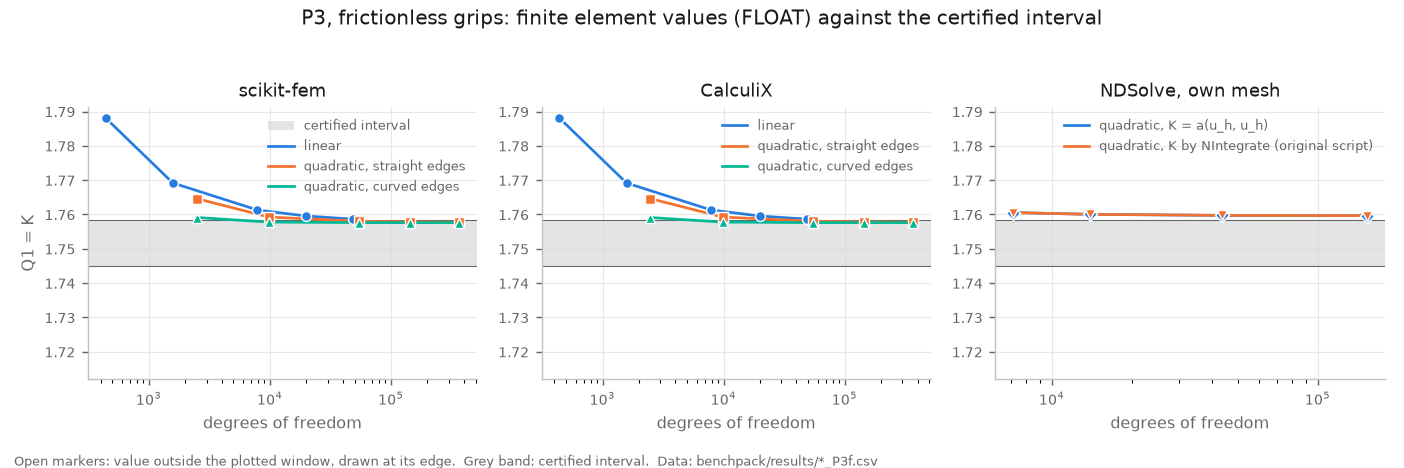 P3, frictionless grips: finite element values (FLOAT) against the certified interval
scikit-fem
CalculiX
NDSolve, own mesh
Q1 = K
1.79
1.78
1.77
1.76
1.75
1.74
1.73
1.72
certified interval
linear
quadratic, straight edges
quadratic, curved edges
10³
10⁴
10⁵
degrees of freedom
1.79
1.78
1.77
1.76
1.75
1.74
1.73
1.72
linear
quadratic, straight edges
quadratic, curved edges
10³
10⁴
10⁵
degrees of freedom
1.79
1.78
1.77
1.76
1.75
1.74
1.73
1.72
quadratic, K = a(u_h, u_h)
quadratic, K by NIntegrate (original script)
10⁴
10⁵
degrees of freedom
Open markers: value outside the plotted window, drawn at its edge.  Grey band: certified interval.  Data: benchpack/results/*_P3f.csv